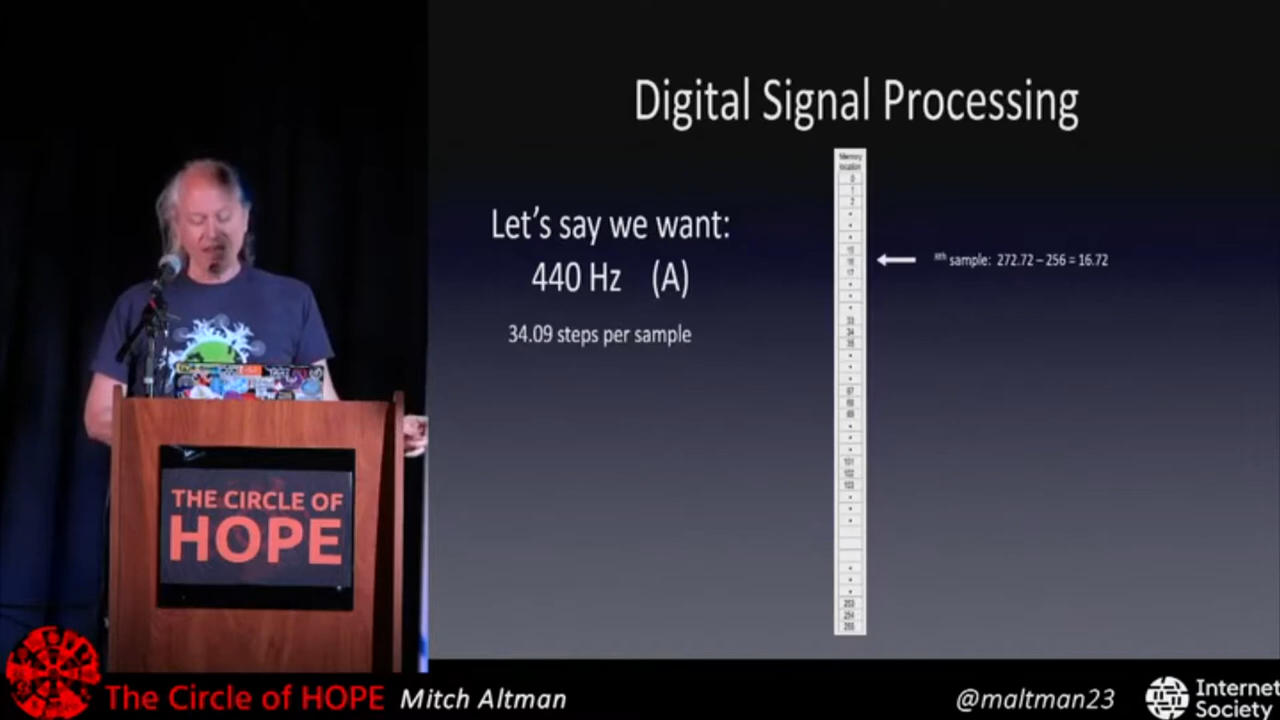 Digital Signal Processing
Let's say we want:
440 Hz (A)
34.09 steps per sample
Memory
location
0
1
2
•
•
•
15
16
17
•
•
•
33
34
35
•
•
•
67
68
69
•
•
•
101
102
103
•
•
•
•
•
•
253
254
255
sample: 272.72 – 256 = 16.72
THE CIRCLE OF
HOPE
The Circle of HOPE
Mitch Altman
@maltman23
Internet
Society